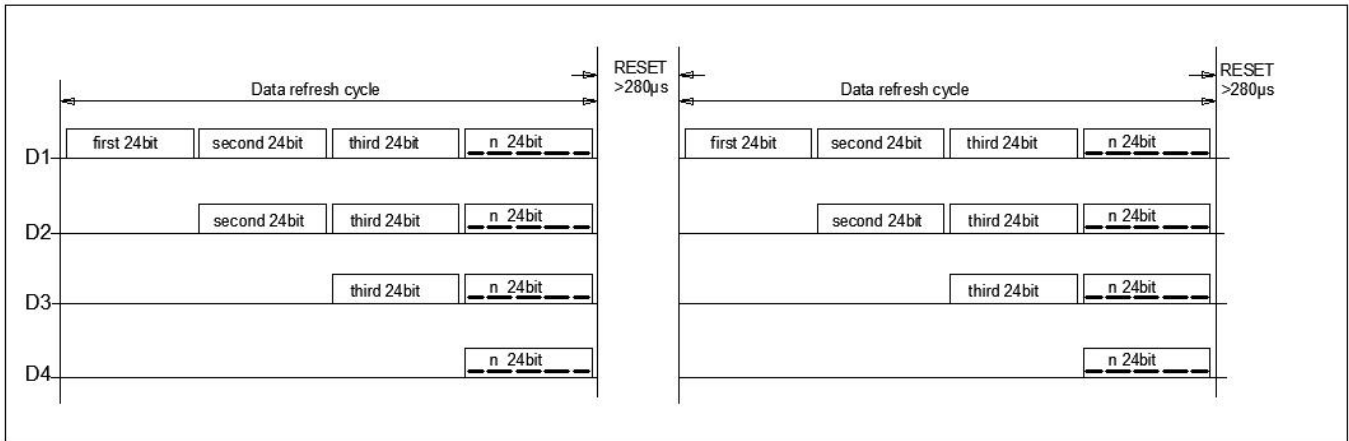 RESET
>280µs
RESET
>280µs
Data refresh cycle
Data refresh cycle
D1 first 24bit second 24bit third 24bit n 24bit first 24bit second 24bit third 24bit n 24bit
D2 second 24bit third 24bit n 24bit second 24bit third 24bit n 24bit
D3 third 24bit n 24bit third 24bit n 24bit
D4 n 24bit n 24bit